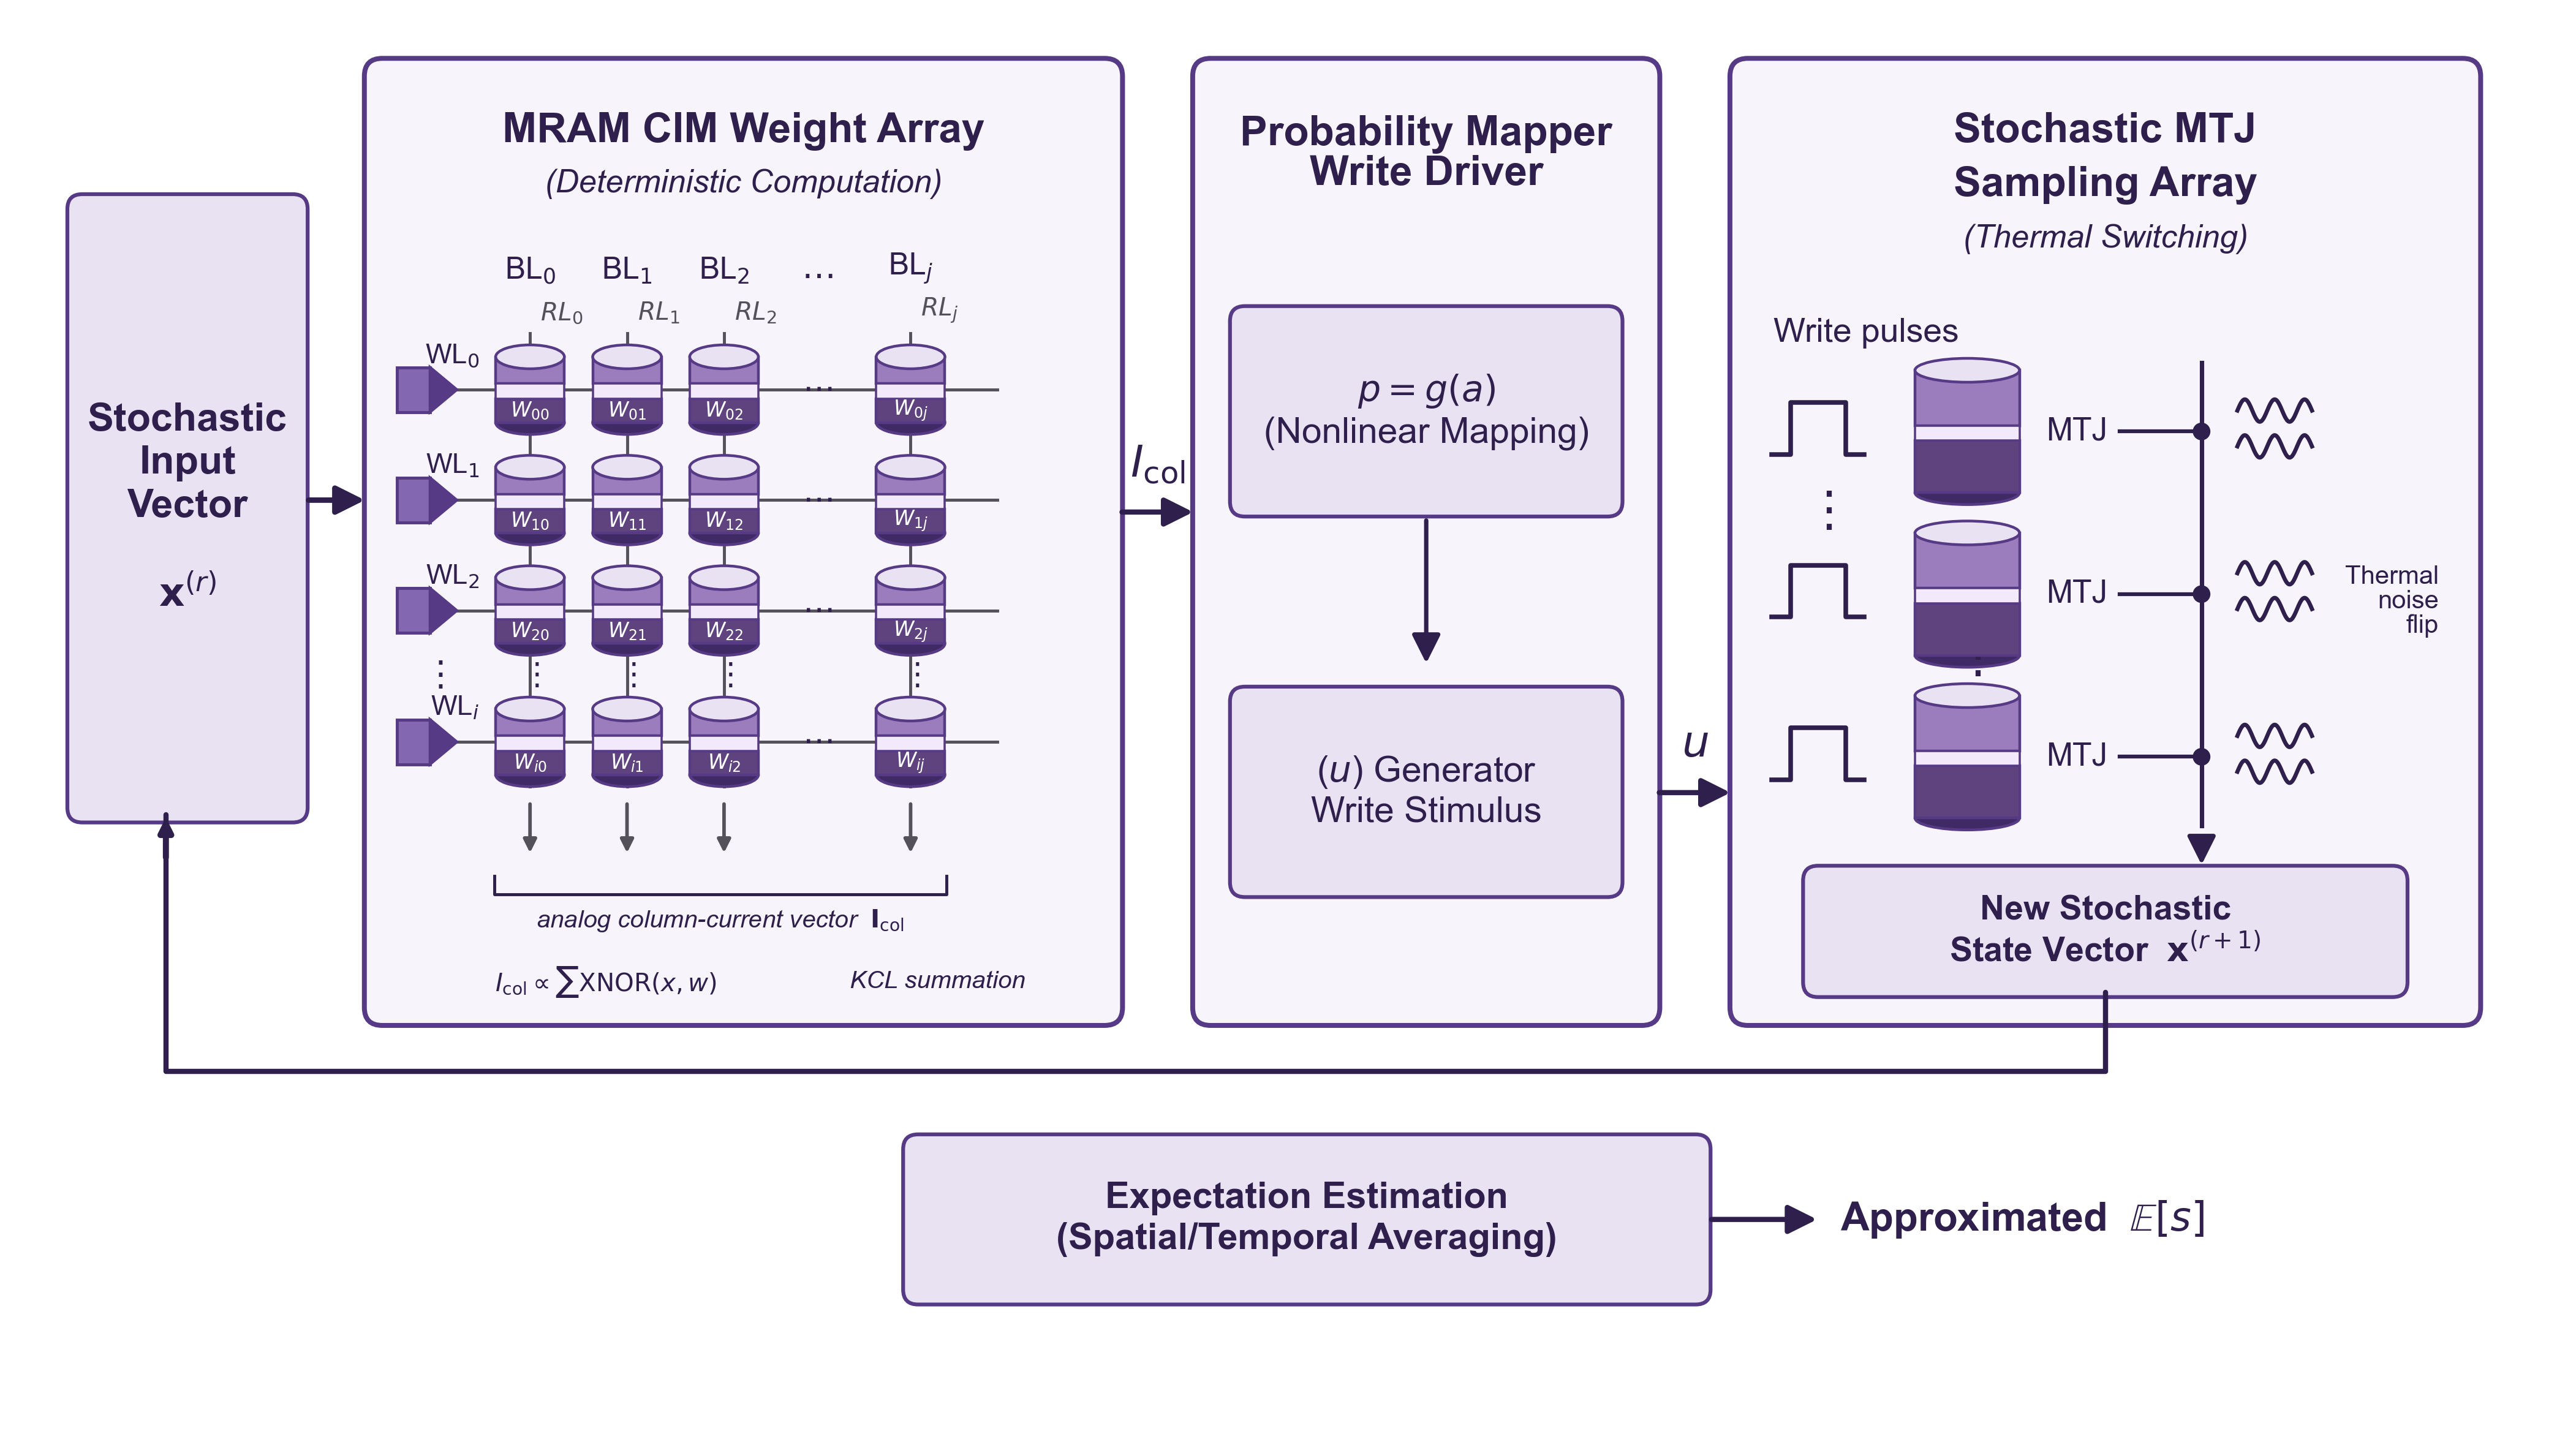 Stochastic
Input
Vector
x^(r)
MRAM CIM Weight Array
(Deterministic Computation)
BL₀ BL₁ BL₂ ... BLⱼ
RL₀ RL₁ RL₂ RLⱼ
WL₀
W₀₀ W₀₁ W₀₂ ... W₀ⱼ
WL₁
W₁₀ W₁₁ W₁₂ ... W₁ⱼ
WL₂
W₂₀ W₂₁ W₂₂ ... W₂ⱼ
WLᵢ
Wᵢ₀ Wᵢ₁ Wᵢ₂ ... Wᵢⱼ
analog column-current vector I_col
I_col ∝ ∑XNOR(x, w) KCL summation
I_col
Probability Mapper
Write Driver
p = g(a)
(Nonlinear Mapping)
(u) Generator
Write Stimulus
u
Stochastic MTJ
Sampling Array
(Thermal Switching)
Write pulses
MTJ
MTJ
MTJ
Thermal
noise
flip
New Stochastic
State Vector x^(r+1)
Expectation Estimation
(Spatial/Temporal Averaging)
Approximated 𝔼[s]